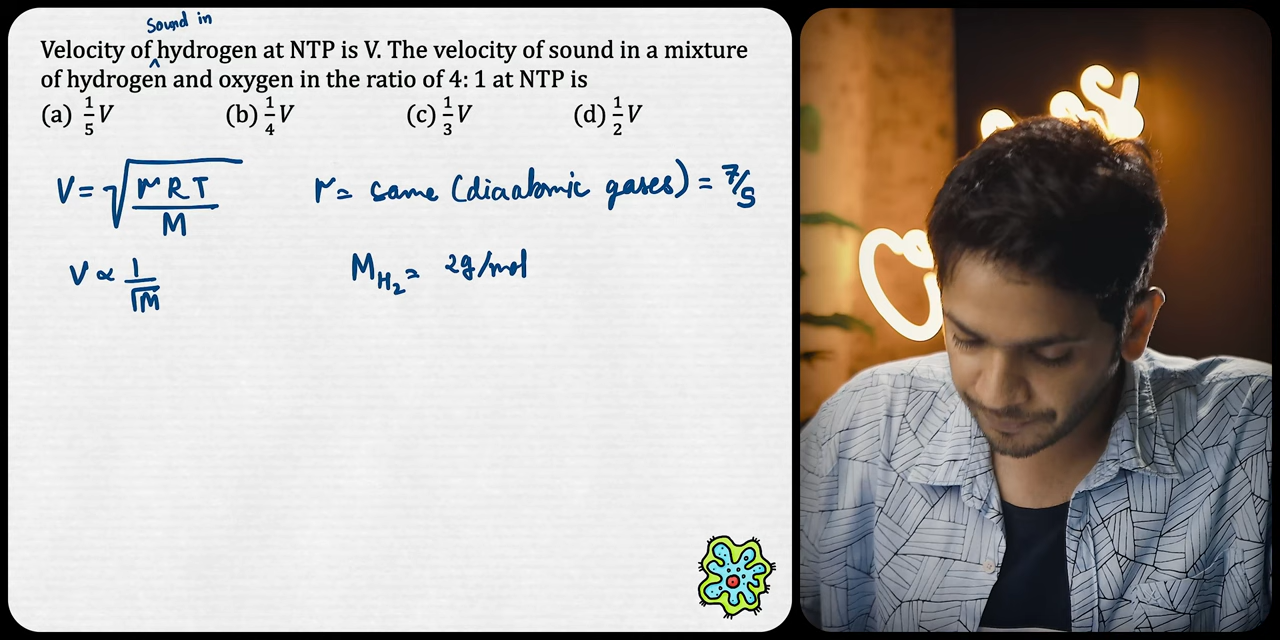 Sound in
Velocity of ^ hydrogen at NTP is V. The velocity of sound in a mixture
of hydrogen and oxygen in the ratio of 4: 1 at NTP is
(a) 1/5 V (b) 1/4 V (c) 1/3 V (d) 1/2 V
V = √(r R T / M) r = same (diaatomic gases) = 7/5
V ∝ 1/√M M_H₂ = 2g/mol